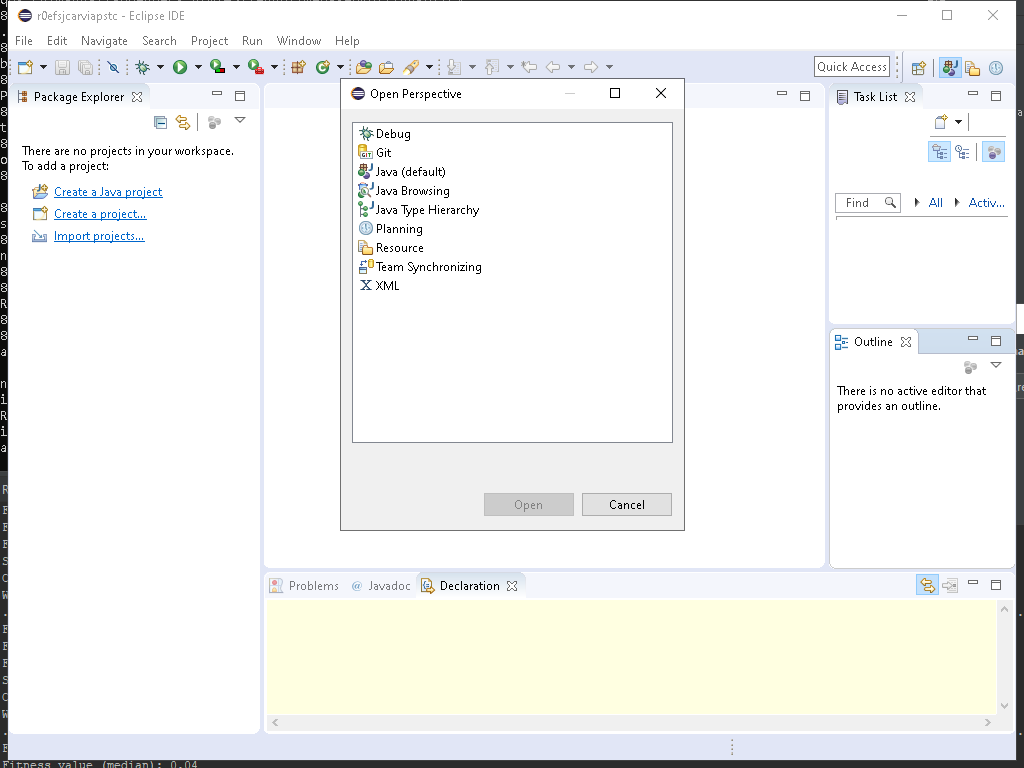 r0efsjcarviapstc - Eclipse IDE
File Edit Navigate Search Project Run Window Help
Quick Access
Package Explorer
There are no projects in your workspace.
To add a project:
Create a Java project
Create a project...
Import projects...
Open Perspective
Debug
Git
Java (default)
Java Browsing
Java Type Hierarchy
Planning
Resource
Team Synchronizing
XML
Open Cancel
Task List
Find All Activ...
Outline
There is no active editor that
provides an outline.
Problems @ Javadoc Declaration
Fitness value (median): 0.04